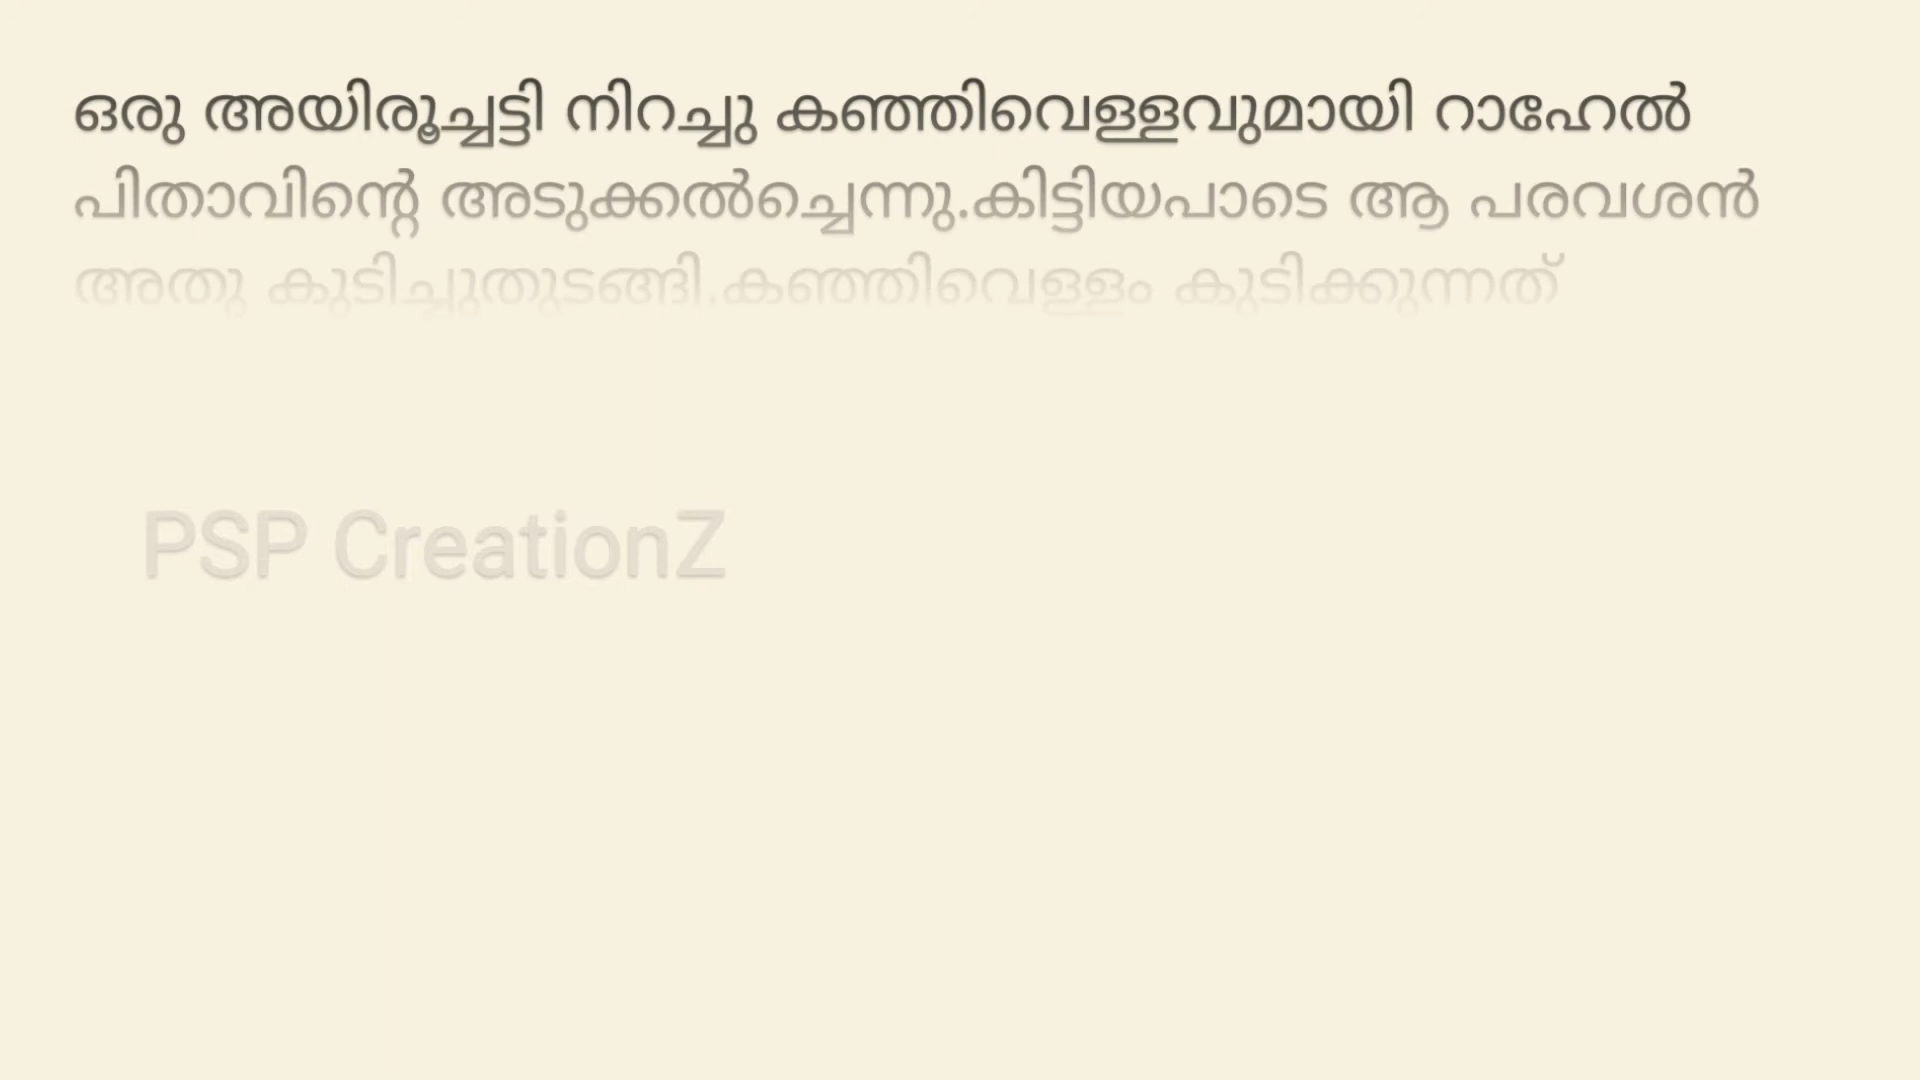 ഒരു അയിരൂച്ചട്ടി നിറച്ചു കഞ്ഞിവെള്ളവുമായി റാഹേൽ
പിതാവിന്റെ അടുക്കൽച്ചെന്നു.കിട്ടിയപാടെ ആ പരവശൻ
അതു കുടിച്ചുതുടങ്ങി.കഞ്ഞിവെള്ളം കുടിക്കുന്നത്
PSP CreationZ